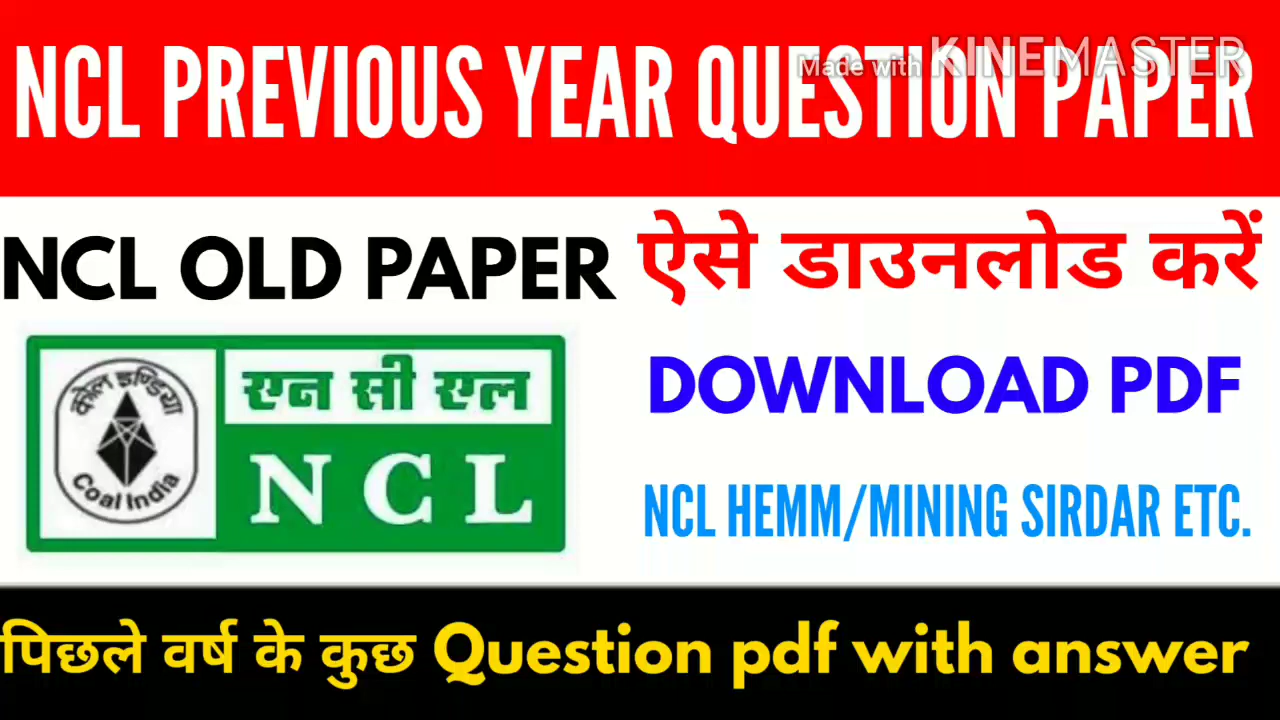 NCL PREVIOUS YEAR QUESTION PAPER
Made with KINEMASTER
NCL OLD PAPER
ऐसे डाउनलोड करें
कोल इण्डिया
Coal India
एन सी एल
NCL
DOWNLOAD PDF
NCL HEMM/MINING SIRDAR ETC.
पिछले वर्ष के कुछ Question pdf with answer